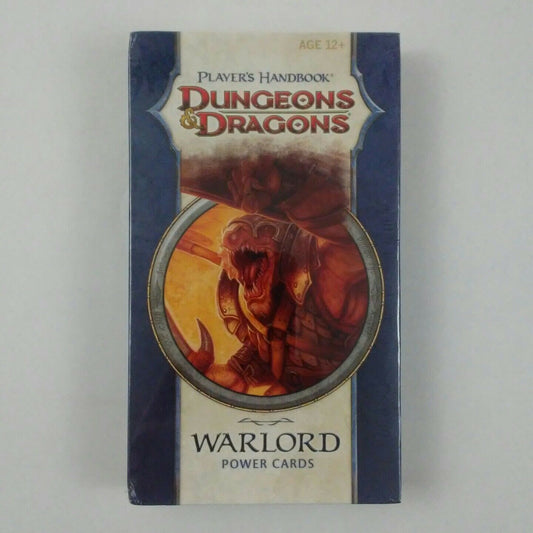 AGE 12+
PLAYER'S HANDBOOK®
DUNGEONS
& DRAGONS
WARLORD
POWER CARDS